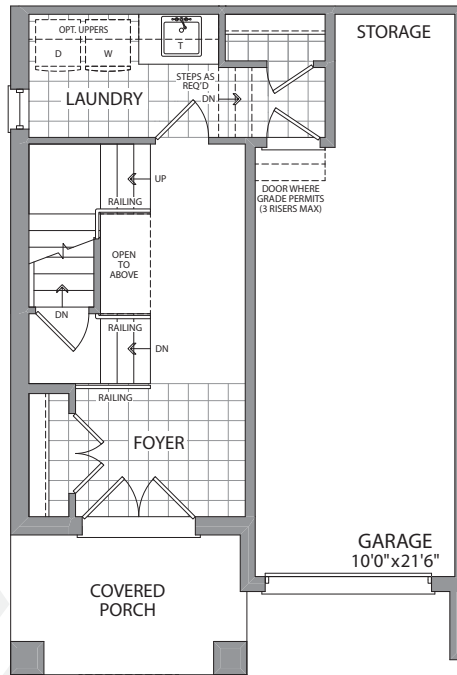 OPT. UPPERS
D
W
T
STORAGE
LAUNDRY
STEPS AS
REQ'D
DN
UP
RAILING
DOOR WHERE
GRADE PERMITS
(3 RISERS MAX)
OPEN
TO
ABOVE
DN
RAILING
DN
RAILING
FOYER
GARAGE
10'0"x21'6"
COVERED
PORCH